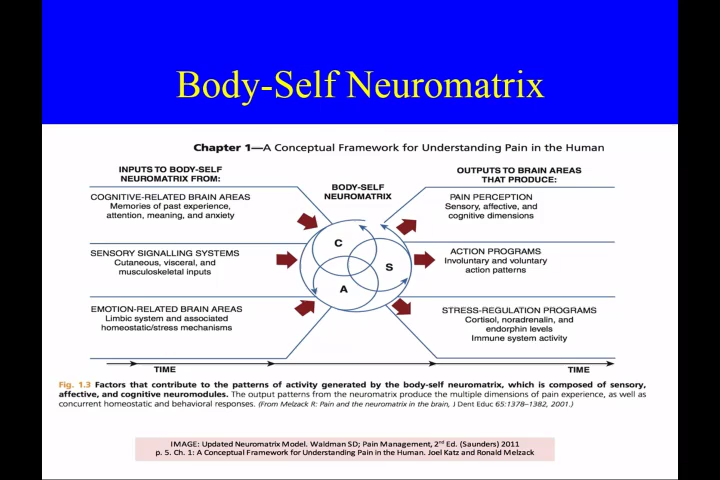 Body-Self Neuromatrix
Chapter 1—A Conceptual Framework for Understanding Pain in the Human
INPUTS TO BODY-SELF
NEUROMATRIX FROM:
COGNITIVE-RELATED BRAIN AREAS
Memories of past experience,
attention, meaning, and anxiety
SENSORY SIGNALLING SYSTEMS
Cutaneous, visceral, and
musculoskeletal inputs
EMOTION-RELATED BRAIN AREAS
Limbic system and associated
homeostatic/stress mechanisms
BODY-SELF
NEUROMATRIX
C
S
A
OUTPUTS TO BRAIN AREAS
THAT PRODUCE:
PAIN PERCEPTION
Sensory, affective, and
cognitive dimensions
ACTION PROGRAMS
Involuntary and voluntary
action patterns
STRESS-REGULATION PROGRAMS
Cortisol, noradrenalin, and
endorphin levels
Immune system activity
TIME
TIME
Fig. 1.3 Factors that contribute to the patterns of activity generated by the body-self neuromatrix, which is composed of sensory,
affective, and cognitive neuromodules. The output patterns from the neuromatrix produce the multiple dimensions of pain experience, as well as
concurrent homeostatic and behavioral responses. (From Melzack R: Pain and the neuromatrix in the brain, J Dent Educ 65:1378–1382, 2001.)
IMAGE: Updated Neuromatrix Model. Waldman SD; Pain Management, 2nd Ed. (Saunders) 2011
p. 5. Ch. 1: A Conceptual Framework for Understanding Pain in the Human. Joel Katz and Ronald Melzack